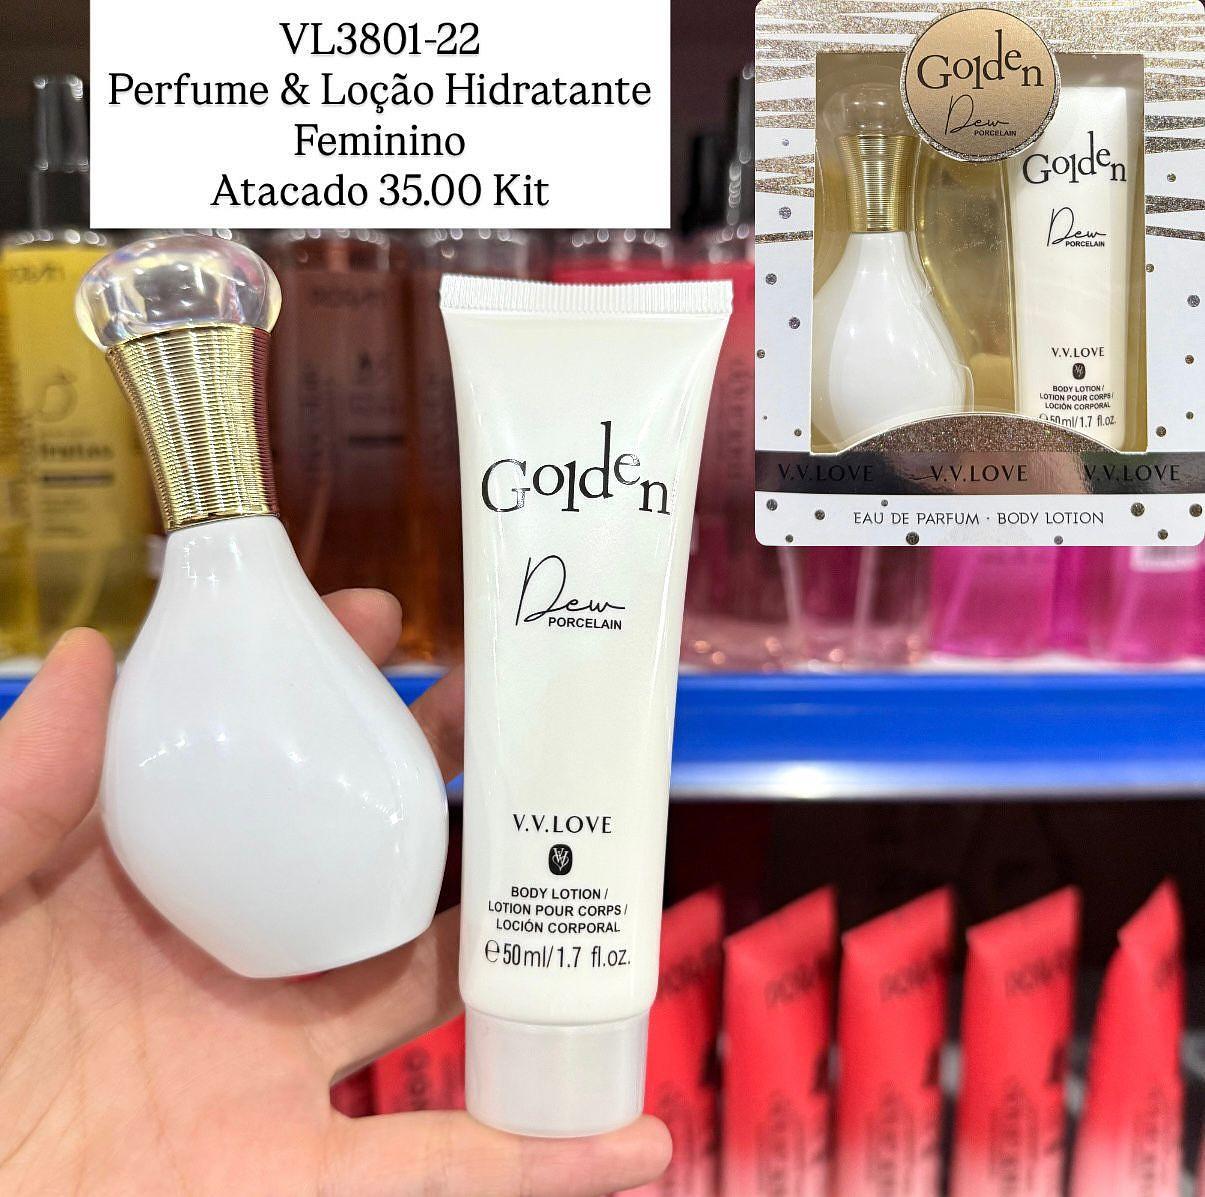 VL3801-22
Perfume & Loção Hidratante
Feminino
Atacado 35.00 Kit
Golden
Dew
PORCELAIN
Golden
Dew
PORCELAIN
V.V.LOVE
BODY LOTION /
LOTION POUR CORPS /
LOCIÓN CORPORAL
℮50ml/1.7 fl.oz.
V.V.LOVE V.V.LOVE V.V.LOVE
EAU DE PARFUM · BODY LOTION
Golden
Dew
PORCELAIN
V.V.LOVE
BODY LOTION /
LOTION POUR CORPS /
LOCIÓN CORPORAL
℮50ml/1.7 fl.oz.